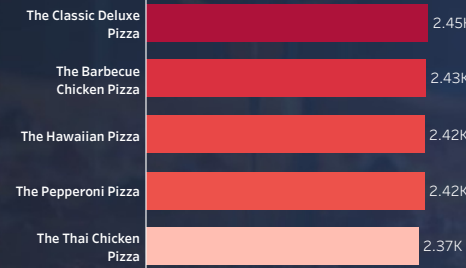 The Classic Deluxe
Pizza
2.45K
The Barbecue
Chicken Pizza
2.43K
The Hawaiian Pizza
2.42K
The Pepperoni Pizza
2.42K
The Thai Chicken
Pizza
2.37K